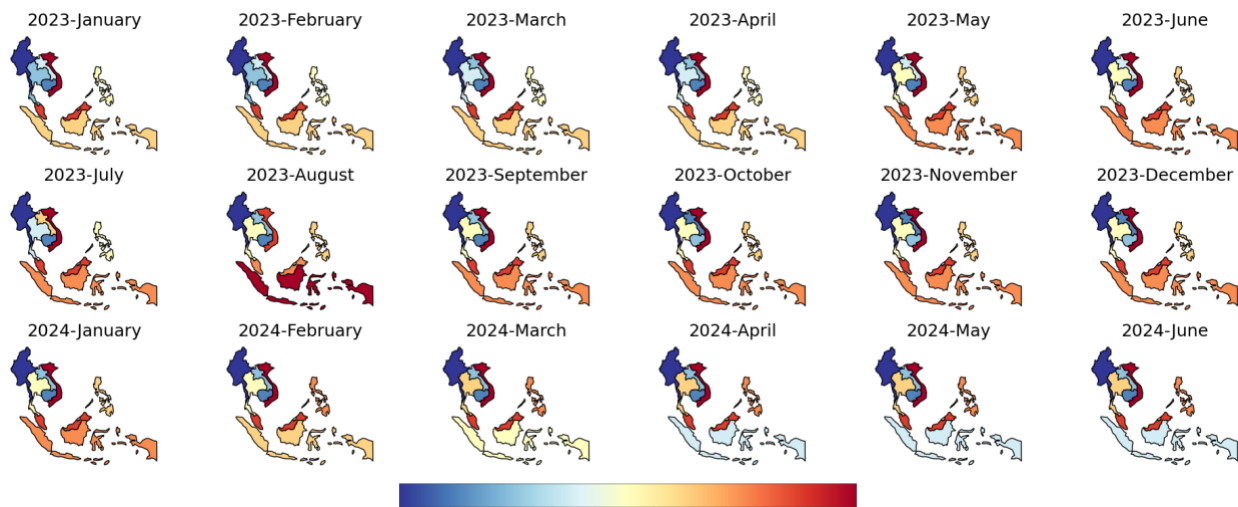 2023-January 2023-February 2023-March 2023-April 2023-May 2023-June
2023-July 2023-August 2023-September 2023-October 2023-November 2023-December
2024-January 2024-February 2024-March 2024-April 2024-May 2024-June